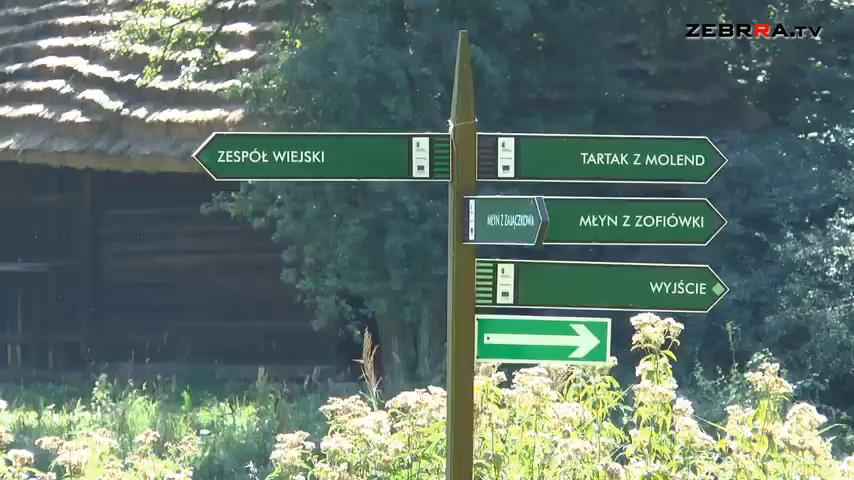 ZEBRRA.TV
ZESPÓŁ WIEJSKI
TARTAK Z MOLEND
MŁYN Z ZAJĄCZKOWA
MŁYN Z ZOFIÓWKI
WYJŚCIE